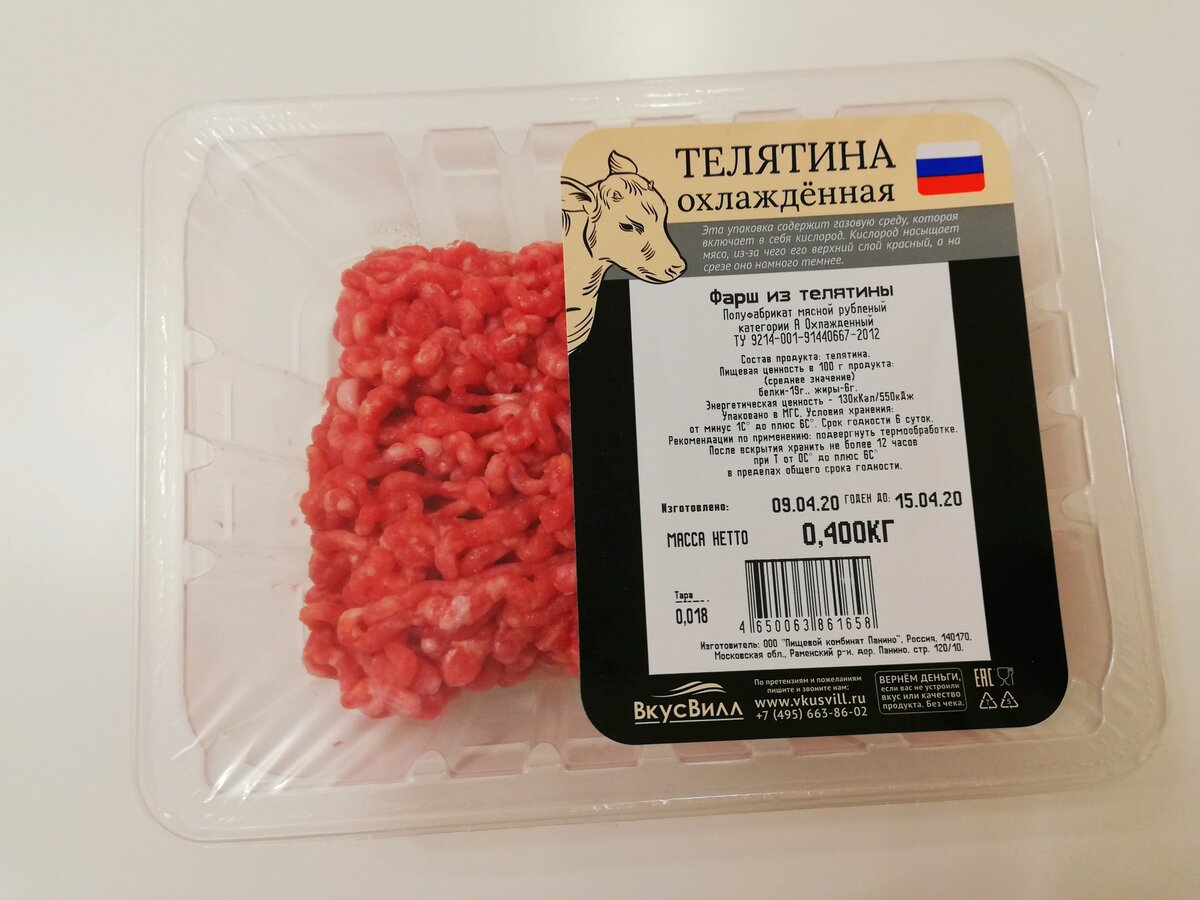 ТЕЛЯТИНА
охлаждённая
Эта упаковка содержит газовую среду, которая
включает в себя кислород. Кислород насыщает
мясо, из-за чего его верхний слой красный, а на
срезе оно намного темнее.
Фарш из телятины
Полуфабрикат мясной рубленый
категории А Охлажденный
ТУ 9214-001-91440667-2012
Состав продукта: телятина.
Пищевая ценность в 100 г продукта:
(среднее значение)
белки-19г., жиры-6г.
Энергетическая ценность - 130кКал/550кДж
Упаковано в МГС. Условия хранения:
от минус 1С° до плюс 6С°. Срок годности 6 суток.
Рекомендации по применению: подвергнуть термообработке.
После вскрытия хранить не более 12 часов
при Т от 0С° до плюс 6С°
в пределах общего срока годности.
Изготовлено: 09.04.20 ГОДЕН ДО: 15.04.20
МАССА НЕТТО 0,400КГ
Тара
0,018
4 650063 861658
Изготовитель: ООО "Пищевой комбинат Панино", Россия, 140170,
Московская обл., Раменский р-н, дер. Панино, стр. 120/10.
ВкусВилл
По претензиям и пожеланиям
пишите и звоните нам:
www.vkusvill.ru
+7 (495) 663-86-02
ВЕРНЁМ ДЕНЬГИ,
если вас не устроили
вкус или качество
продукта. Без чека.
EAC